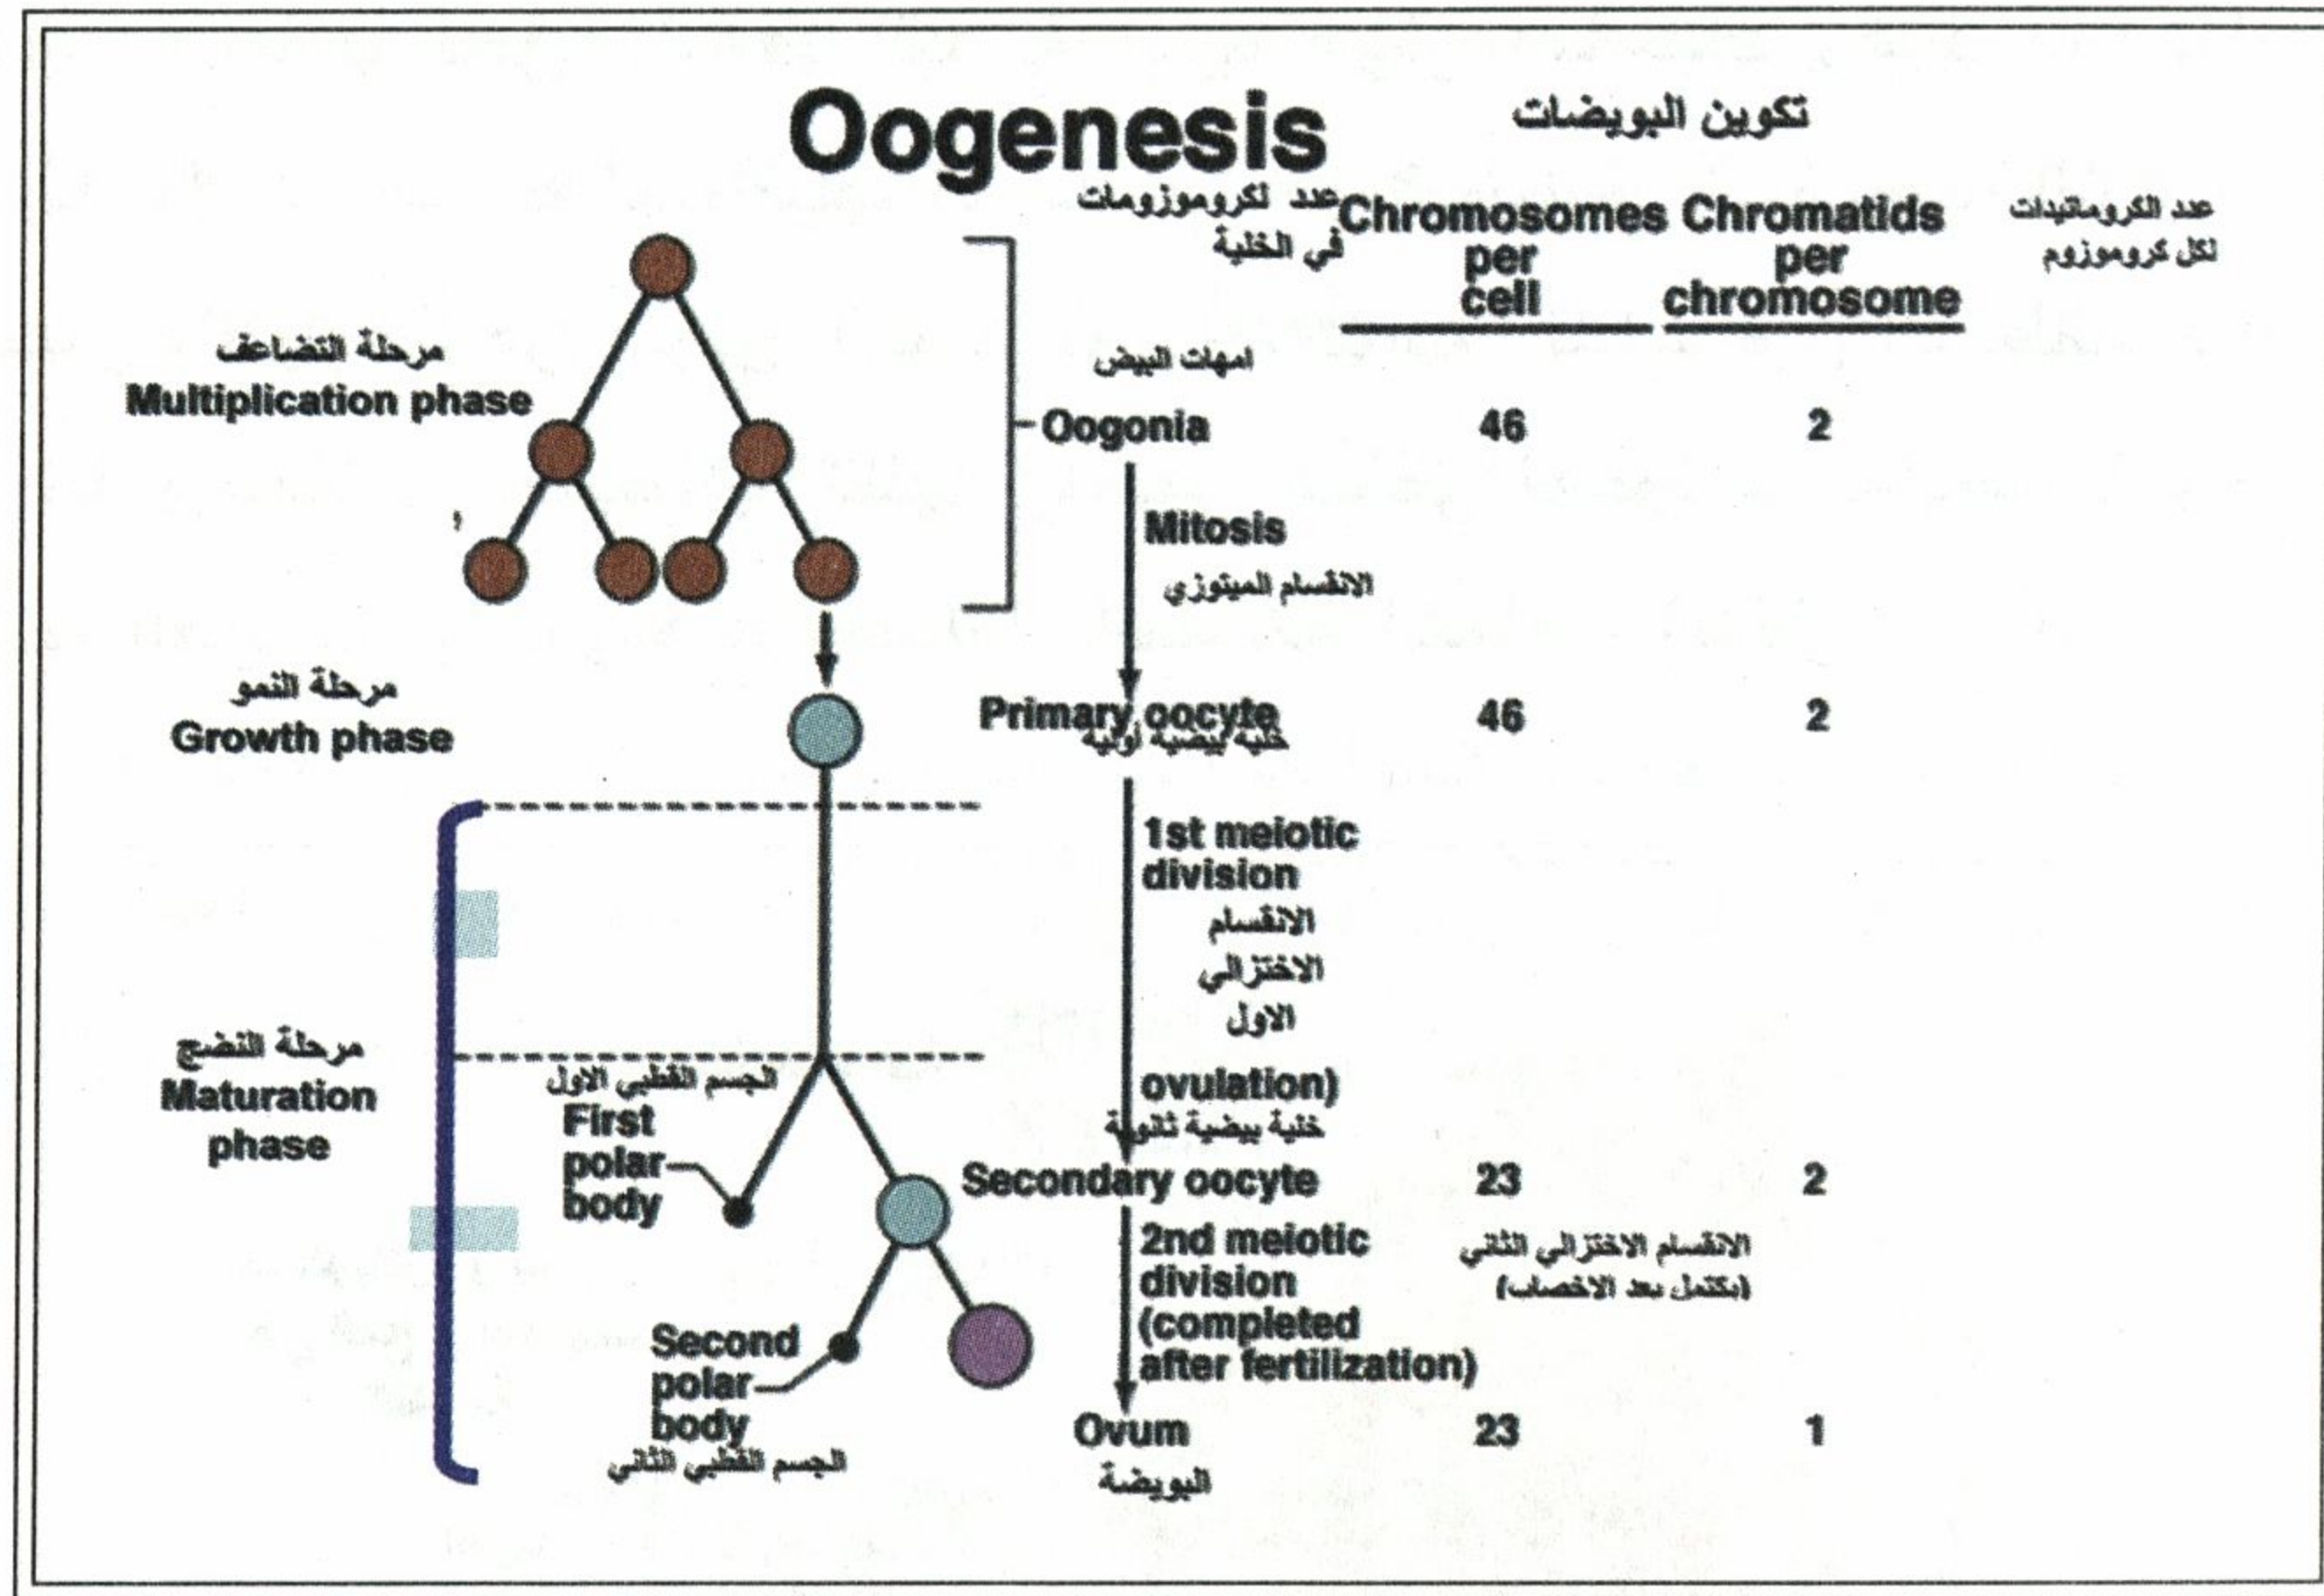 Oogenesis
تكوين البويضات
عدد لكروموزومات
في الخلية
Chromosomes
per
cell
Chromatids
per
chromosome
عدد الكروماتيدات
لكل كروموزوم
مرحلة التضاعف
Multiplication phase
امهات البيض
Oogonia
46
2
Mitosis
الانقسام الميتوزي
مرحلة النمو
Growth phase
Primary oocyte
خلية بيضية اولية
46
2
1st meiotic
division
الانقسام
الاختزالي
الاول
مرحلة النضج
Maturation
phase
الجسم القطبي الاول
First
polar
body
ovulation)
خلية بيضية ثانوية
Secondary oocyte
23
2
2nd meiotic
division
(completed
after fertilization)
الانقسام الاختزالي الثاني
(يكتمل بعد الاخصاب)
Second
polar
body
الجسم القطبي الثاني
Ovum
البويضة
23
1